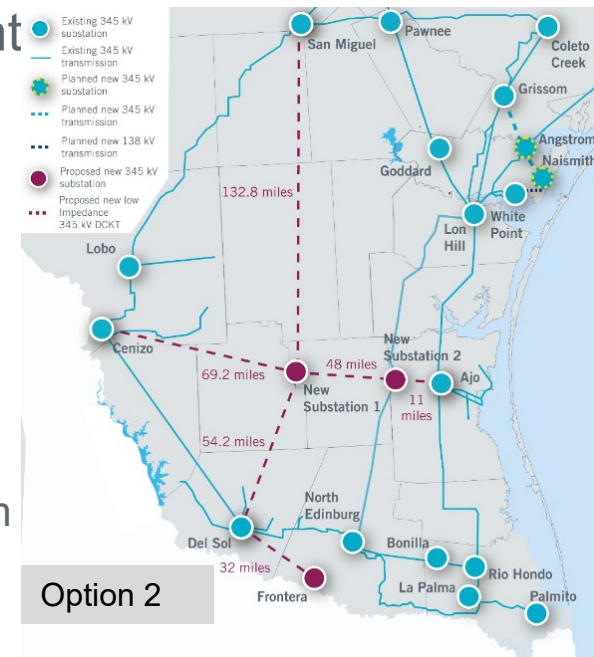 nt
Existing 345 kV
substation
Existing 345 kV
transmission
Planned new 345 kV
substation
Planned new 345 kV
transmission
Planned new 138 kV
transmission
Proposed new 345 kV
substation
Proposed new low
Impedance
345 kV DCKT
San Miguel
Pawnee
Coleto
Creek
Grissom
Angstrom
Naismith
Goddard
White
Point
Lon
Hill
132.8 miles
Lobo
Cenizo
69.2 miles
48 miles
New
Substation 2
Ajo
New
Substation 1
11
miles
54.2 miles
n
North
Edinburg
Del Sol
Bonilla
Rio Hondo
32 miles
Frontera
La Palma
Palmito
Option 2